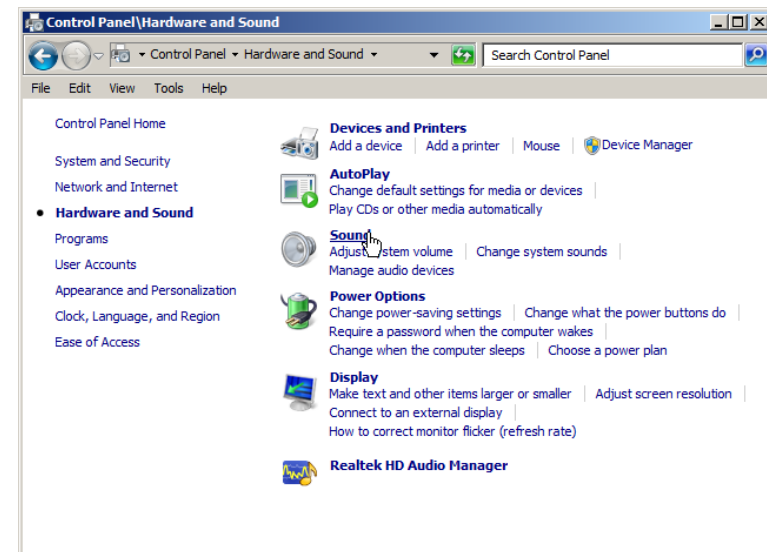 Control Panel\Hardware and Sound
Control Panel Hardware and Sound Search Control Panel
File Edit View Tools Help
Control Panel Home
System and Security
Network and Internet
Hardware and Sound
Programs
User Accounts
Appearance and Personalization
Clock, Language, and Region
Ease of Access
Devices and Printers
Add a device Add a printer Mouse Device Manager
AutoPlay
Change default settings for media or devices
Play CDs or other media automatically
Sound
Adjust system volume Change system sounds
Manage audio devices
Power Options
Change power-saving settings Change what the power buttons do
Require a password when the computer wakes
Change when the computer sleeps Choose a power plan
Display
Make text and other items larger or smaller Adjust screen resolution
Connect to an external display
How to correct monitor flicker (refresh rate)
Realtek HD Audio Manager